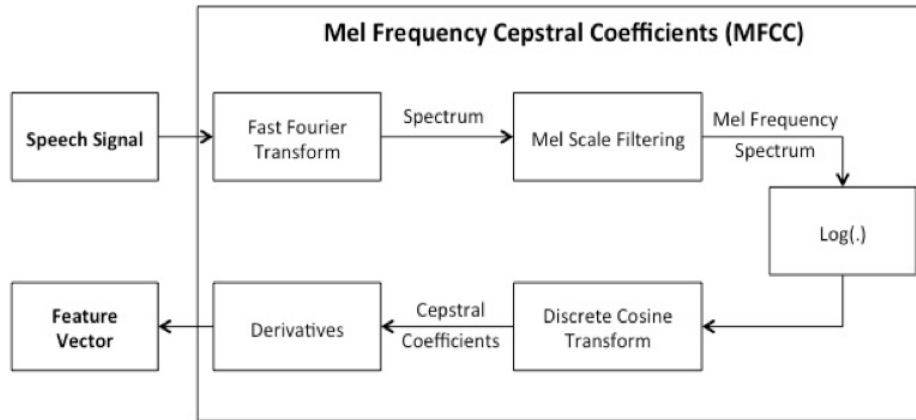 Mel Frequency Cepstral Coefficients (MFCC)
Speech Signal
Fast Fourier
Transform
Spectrum
Mel Scale Filtering
Mel Frequency
Spectrum
Log(.)
Discrete Cosine
Transform
Cepstral
Coefficients
Derivatives
Feature
Vector